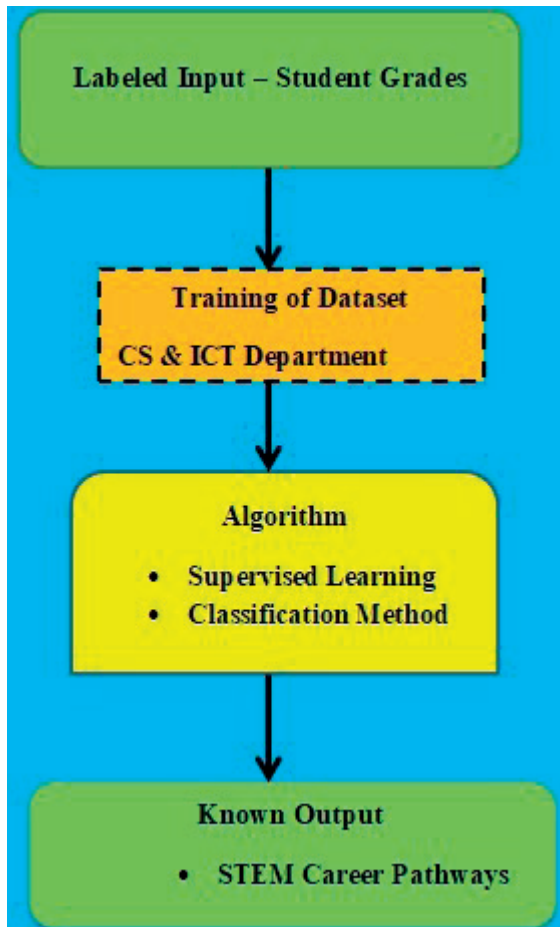 Labeled Input – Student Grades
Training of Dataset
CS & ICT Department
Algorithm
• Supervised Learning
• Classification Method
Known Output
• STEM Career Pathways